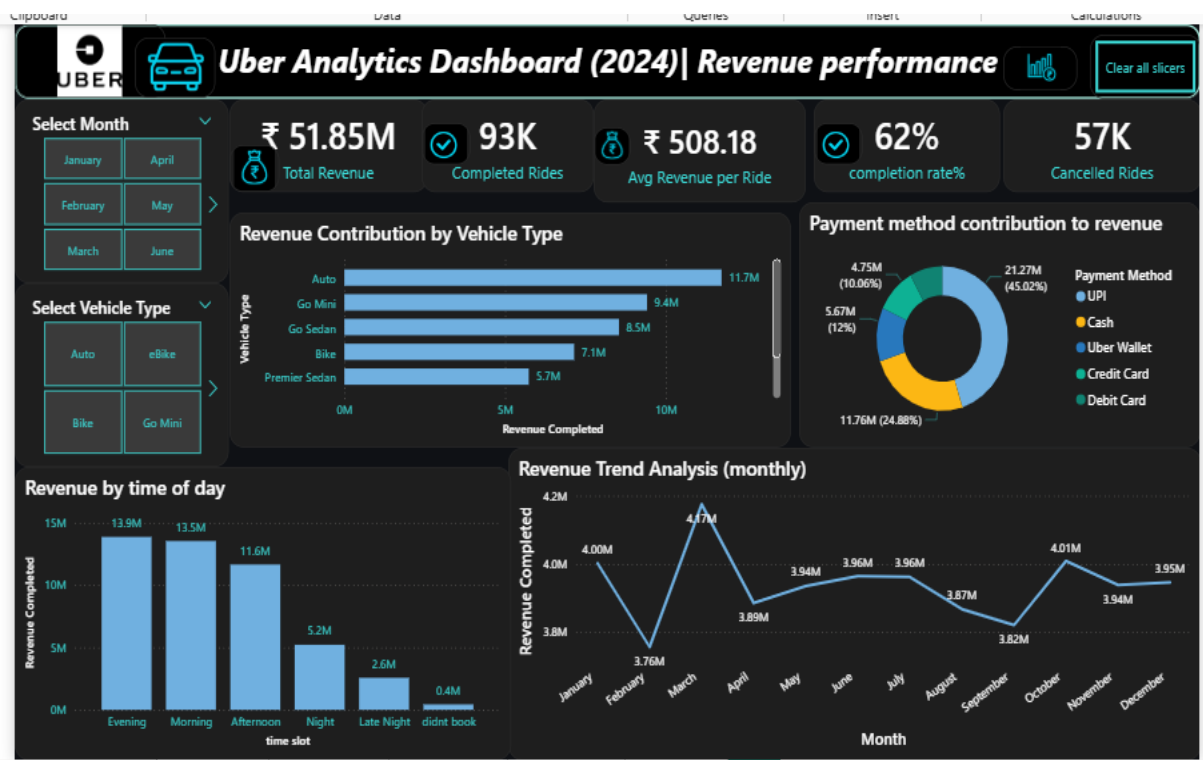 Clipboard Data Queries Insert Calculations
UBER
Uber Analytics Dashboard (2024)| Revenue performance
Clear all slicers
Select Month
January April
February May
March June
₹ 51.85M
Total Revenue
93K
Completed Rides
₹ 508.18
Avg Revenue per Ride
62%
completion rate%
57K
Cancelled Rides
Select Vehicle Type
Auto eBike
Bike Go Mini
Revenue Contribution by Vehicle Type
Vehicle Type
Auto 11.7M
Go Mini 9.4M
Go Sedan 8.5M
Bike 7.1M
Premier Sedan 5.7M
0M 5M 10M
Revenue Completed
Payment method contribution to revenue
4.75M
(10.06%)
5.67M
(12%)
11.76M (24.88%)
21.27M
(45.02%)
Payment Method
UPI
Cash
Uber Wallet
Credit Card
Debit Card
Revenue by time of day
Revenue Completed
15M
10M
5M
0M
13.9M 13.5M 11.6M 5.2M 2.6M 0.4M
Evening Morning Afternoon Night Late Night didnt book
time slot
Revenue Trend Analysis (monthly)
Revenue Completed
4.2M
4.0M
3.8M
4.00M 3.76M 4.17M 3.89M 3.94M 3.96M 3.96M 3.87M 3.82M 4.01M 3.94M 3.95M
January February March April May June July August September October November December
Month